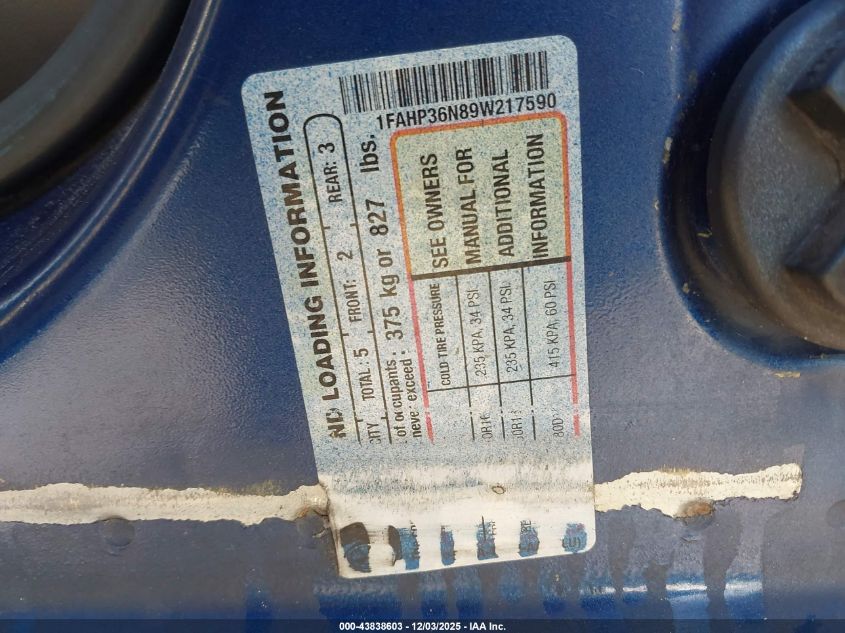 1FAHP36N89W217590
ND LOADING INFORMATION
CITY TOTAL : 5 FRONT: 2 REAR: 3
of occupants
never exceed : 375 kg or 827 lbs.
COLD TIRE PRESSURE
235 KPA, 34 PSI
235 KPA, 34 PSI
415 KPA, 60 PSI
SEE OWNERS
MANUAL FOR
ADDITIONAL
INFORMATION
000-43838603 - 12/03/2025 - IAA Inc.